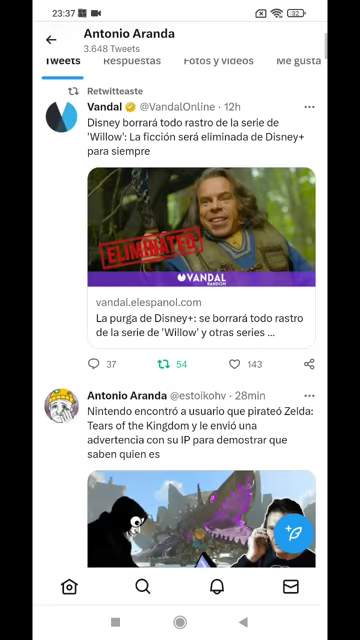 23:37
32
Antonio Aranda
3.648 Tweets
Tweets Respuestas Fotos y videos Me gusta
Retwitteaste
Vandal @VandalOnline · 12h
Disney borrará todo rastro de la serie de
'Willow': La ficción será eliminada de Disney+
para siempre
ELIMINATED
VANDAL
RANDOM
vandal.elespanol.com
La purga de Disney+: se borrará todo rastro
de la serie de 'Willow' y otras series ...
37 54 143
Antonio Aranda @estoikohv · 28min
Nintendo encontró a usuario que pirateó Zelda:
Tears of the Kingdom y le envió una
advertencia con su IP para demostrar que
saben quien es